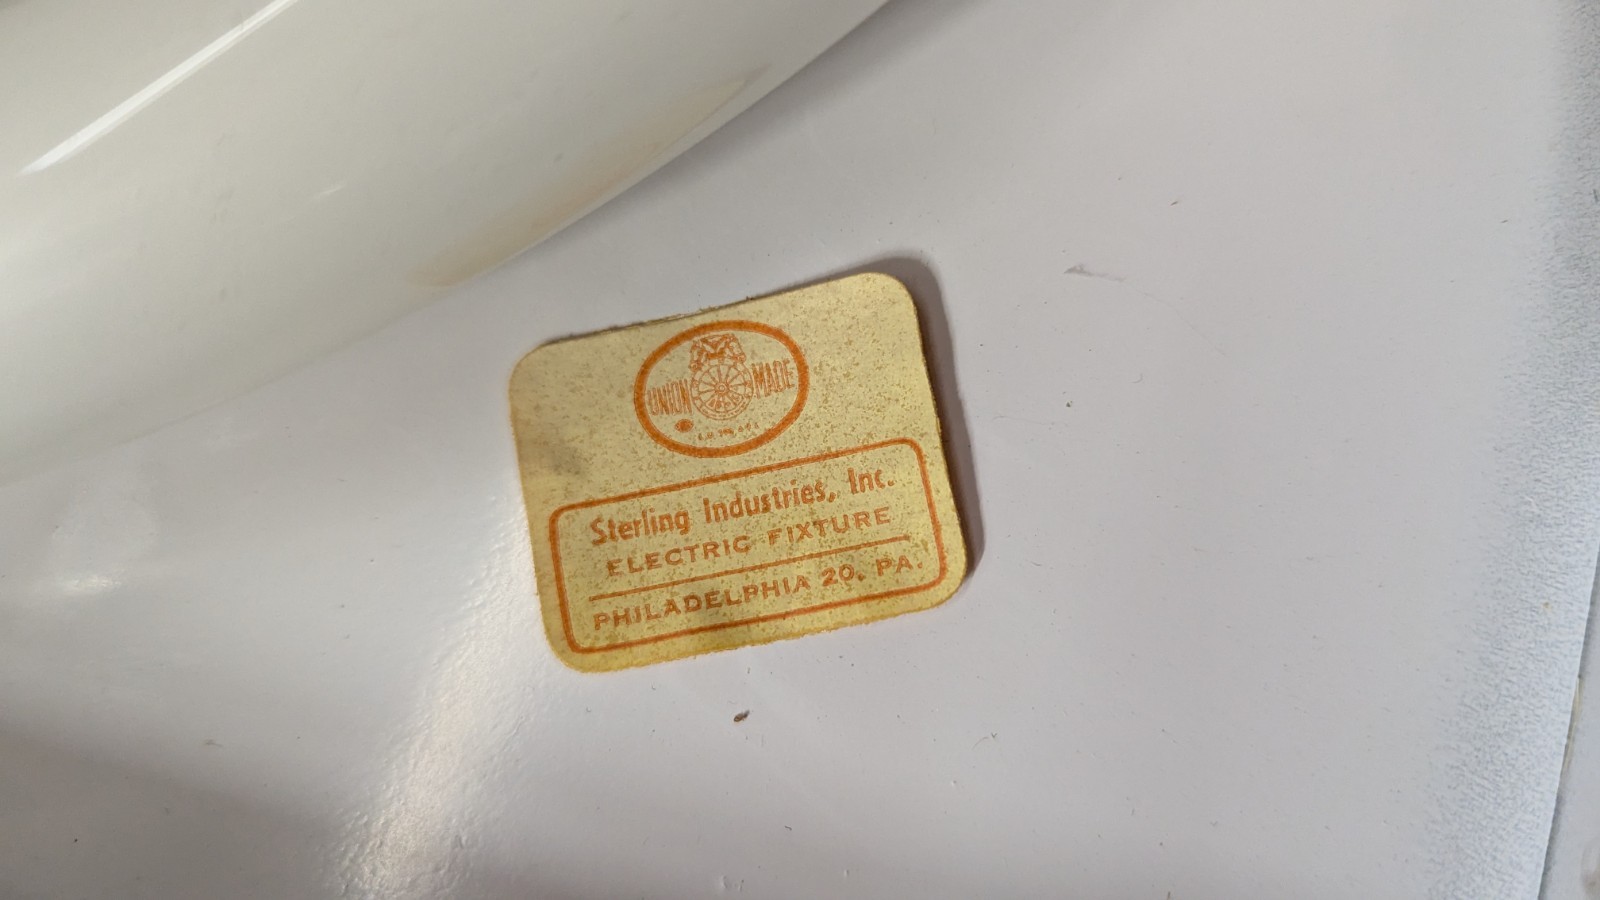 UNION MADE
Sterling Industries, Inc.
ELECTRIC FIXTURE
PHILADELPHIA 20, PA.